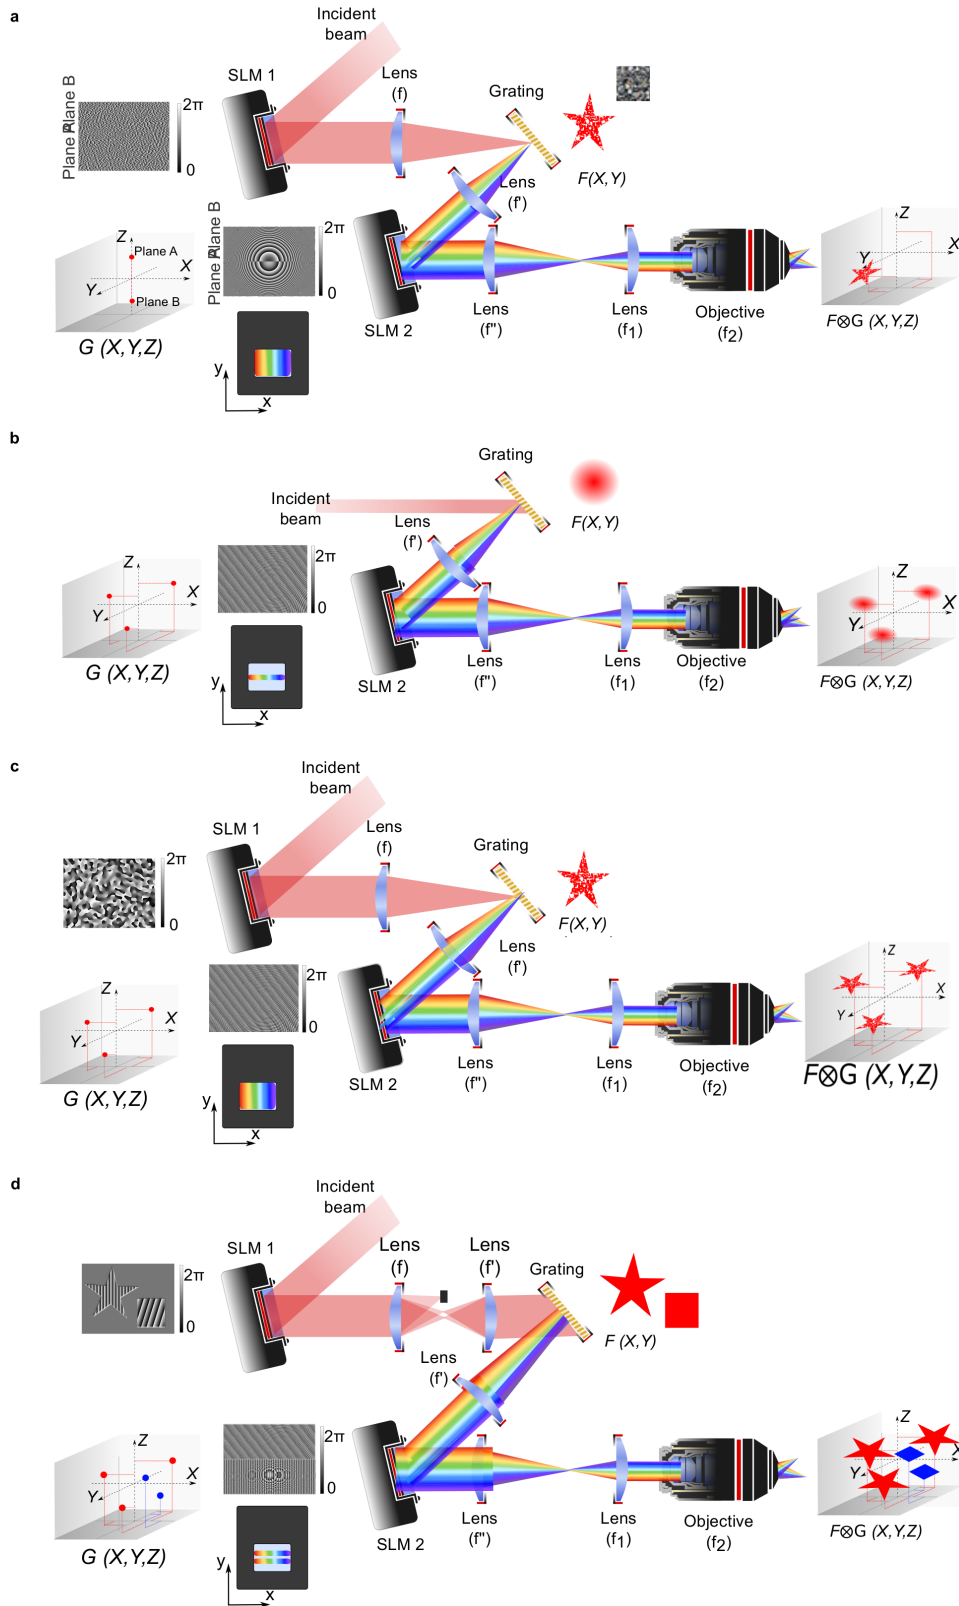 a
Incident
beam
SLM 1
Lens
(f)
Grating
Plane B
Plane A
2π
0
F(X,Y)
Lens
(f')
Z
Plane A
X
Y
Plane B
G (X,Y,Z)
Plane B
Plane A
2π
0
SLM 2
Lens
(f")
Lens
(f1)
Objective
(f2)
Z
X
Y
F⊗G (X,Y,Z)
y
x
b
Grating
Incident
beam
F(X,Y)
Lens
(f')
2π
0
Z
X
Y
G (X,Y,Z)
SLM 2
Lens
(f")
Lens
(f1)
Objective
(f2)
Z
X
Y
F⊗G (X,Y,Z)
y
x
c
Incident
beam
SLM 1
Lens
(f)
Grating
2π
0
F(X,Y)
Lens
(f')
2π
0
Z
X
Y
G (X,Y,Z)
SLM 2
Lens
(f")
Lens
(f1)
Objective
(f2)
Z
X
Y
F⊗G (X,Y,Z)
y
x
d
Incident
beam
SLM 1
Lens
(f)
Lens
(f')
Grating
2π
0
F (X,Y)
Lens
(f')
2π
0
Z
X
Y
G (X,Y,Z)
SLM 2
Lens
(f")
Lens
(f1)
Objective
(f2)
Z
X
Y
F⊗G (X,Y,Z)
y
x